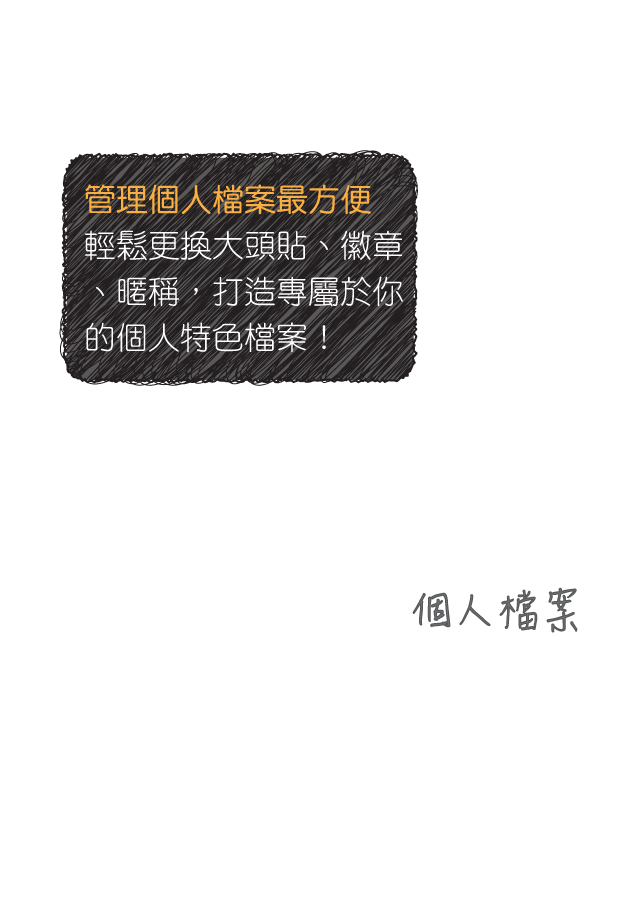 管理個人檔案最方便
輕鬆更換大頭貼、徽章
、暱稱，打造專屬於你
的個人特色檔案！
個人檔案